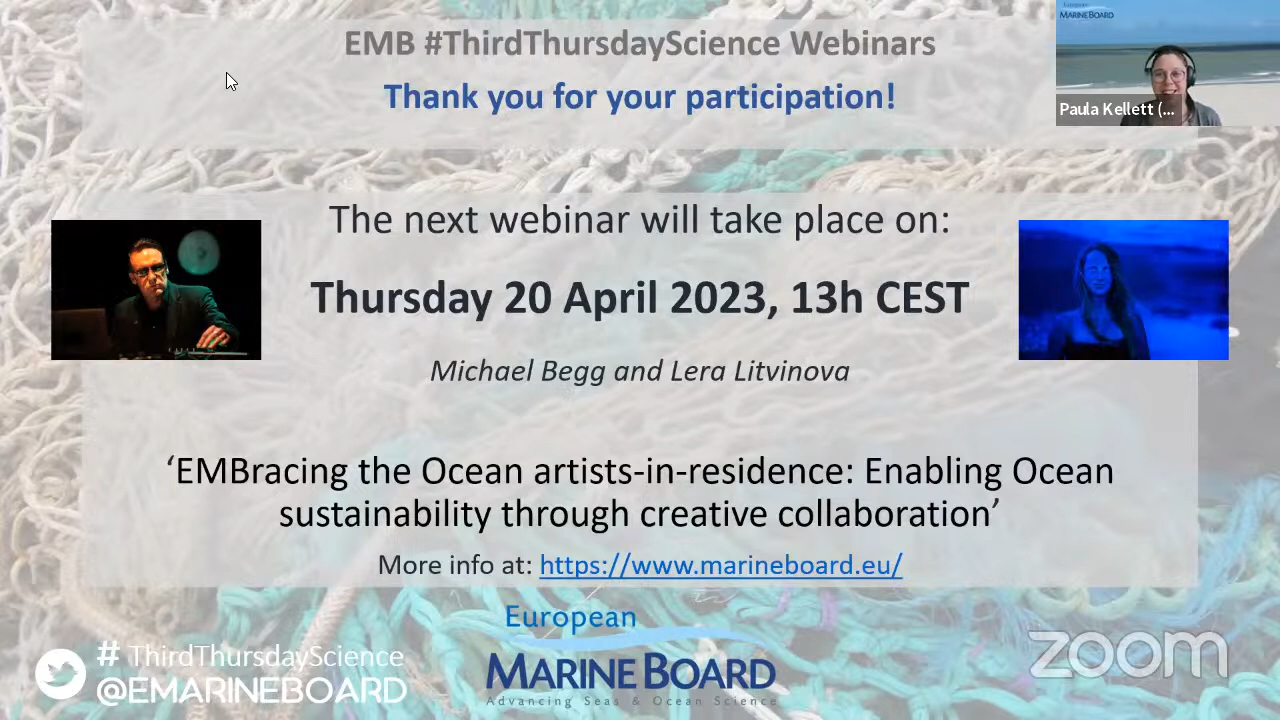 EMB #ThirdThursdayScience Webinars
Thank you for your participation!
European
MARINE BOARD
Paula Kellett (...
The next webinar will take place on:
Thursday 20 April 2023, 13h CEST
Michael Begg and Lera Litvinova
‘EMBracing the Ocean artists-in-residence: Enabling Ocean
sustainability through creative collaboration’
More info at: https://www.marineboard.eu/
European
MARINE BOARD
Advancing Seas & Ocean Science
# ThirdThursdayScience
@EMARINEBOARD
zoom